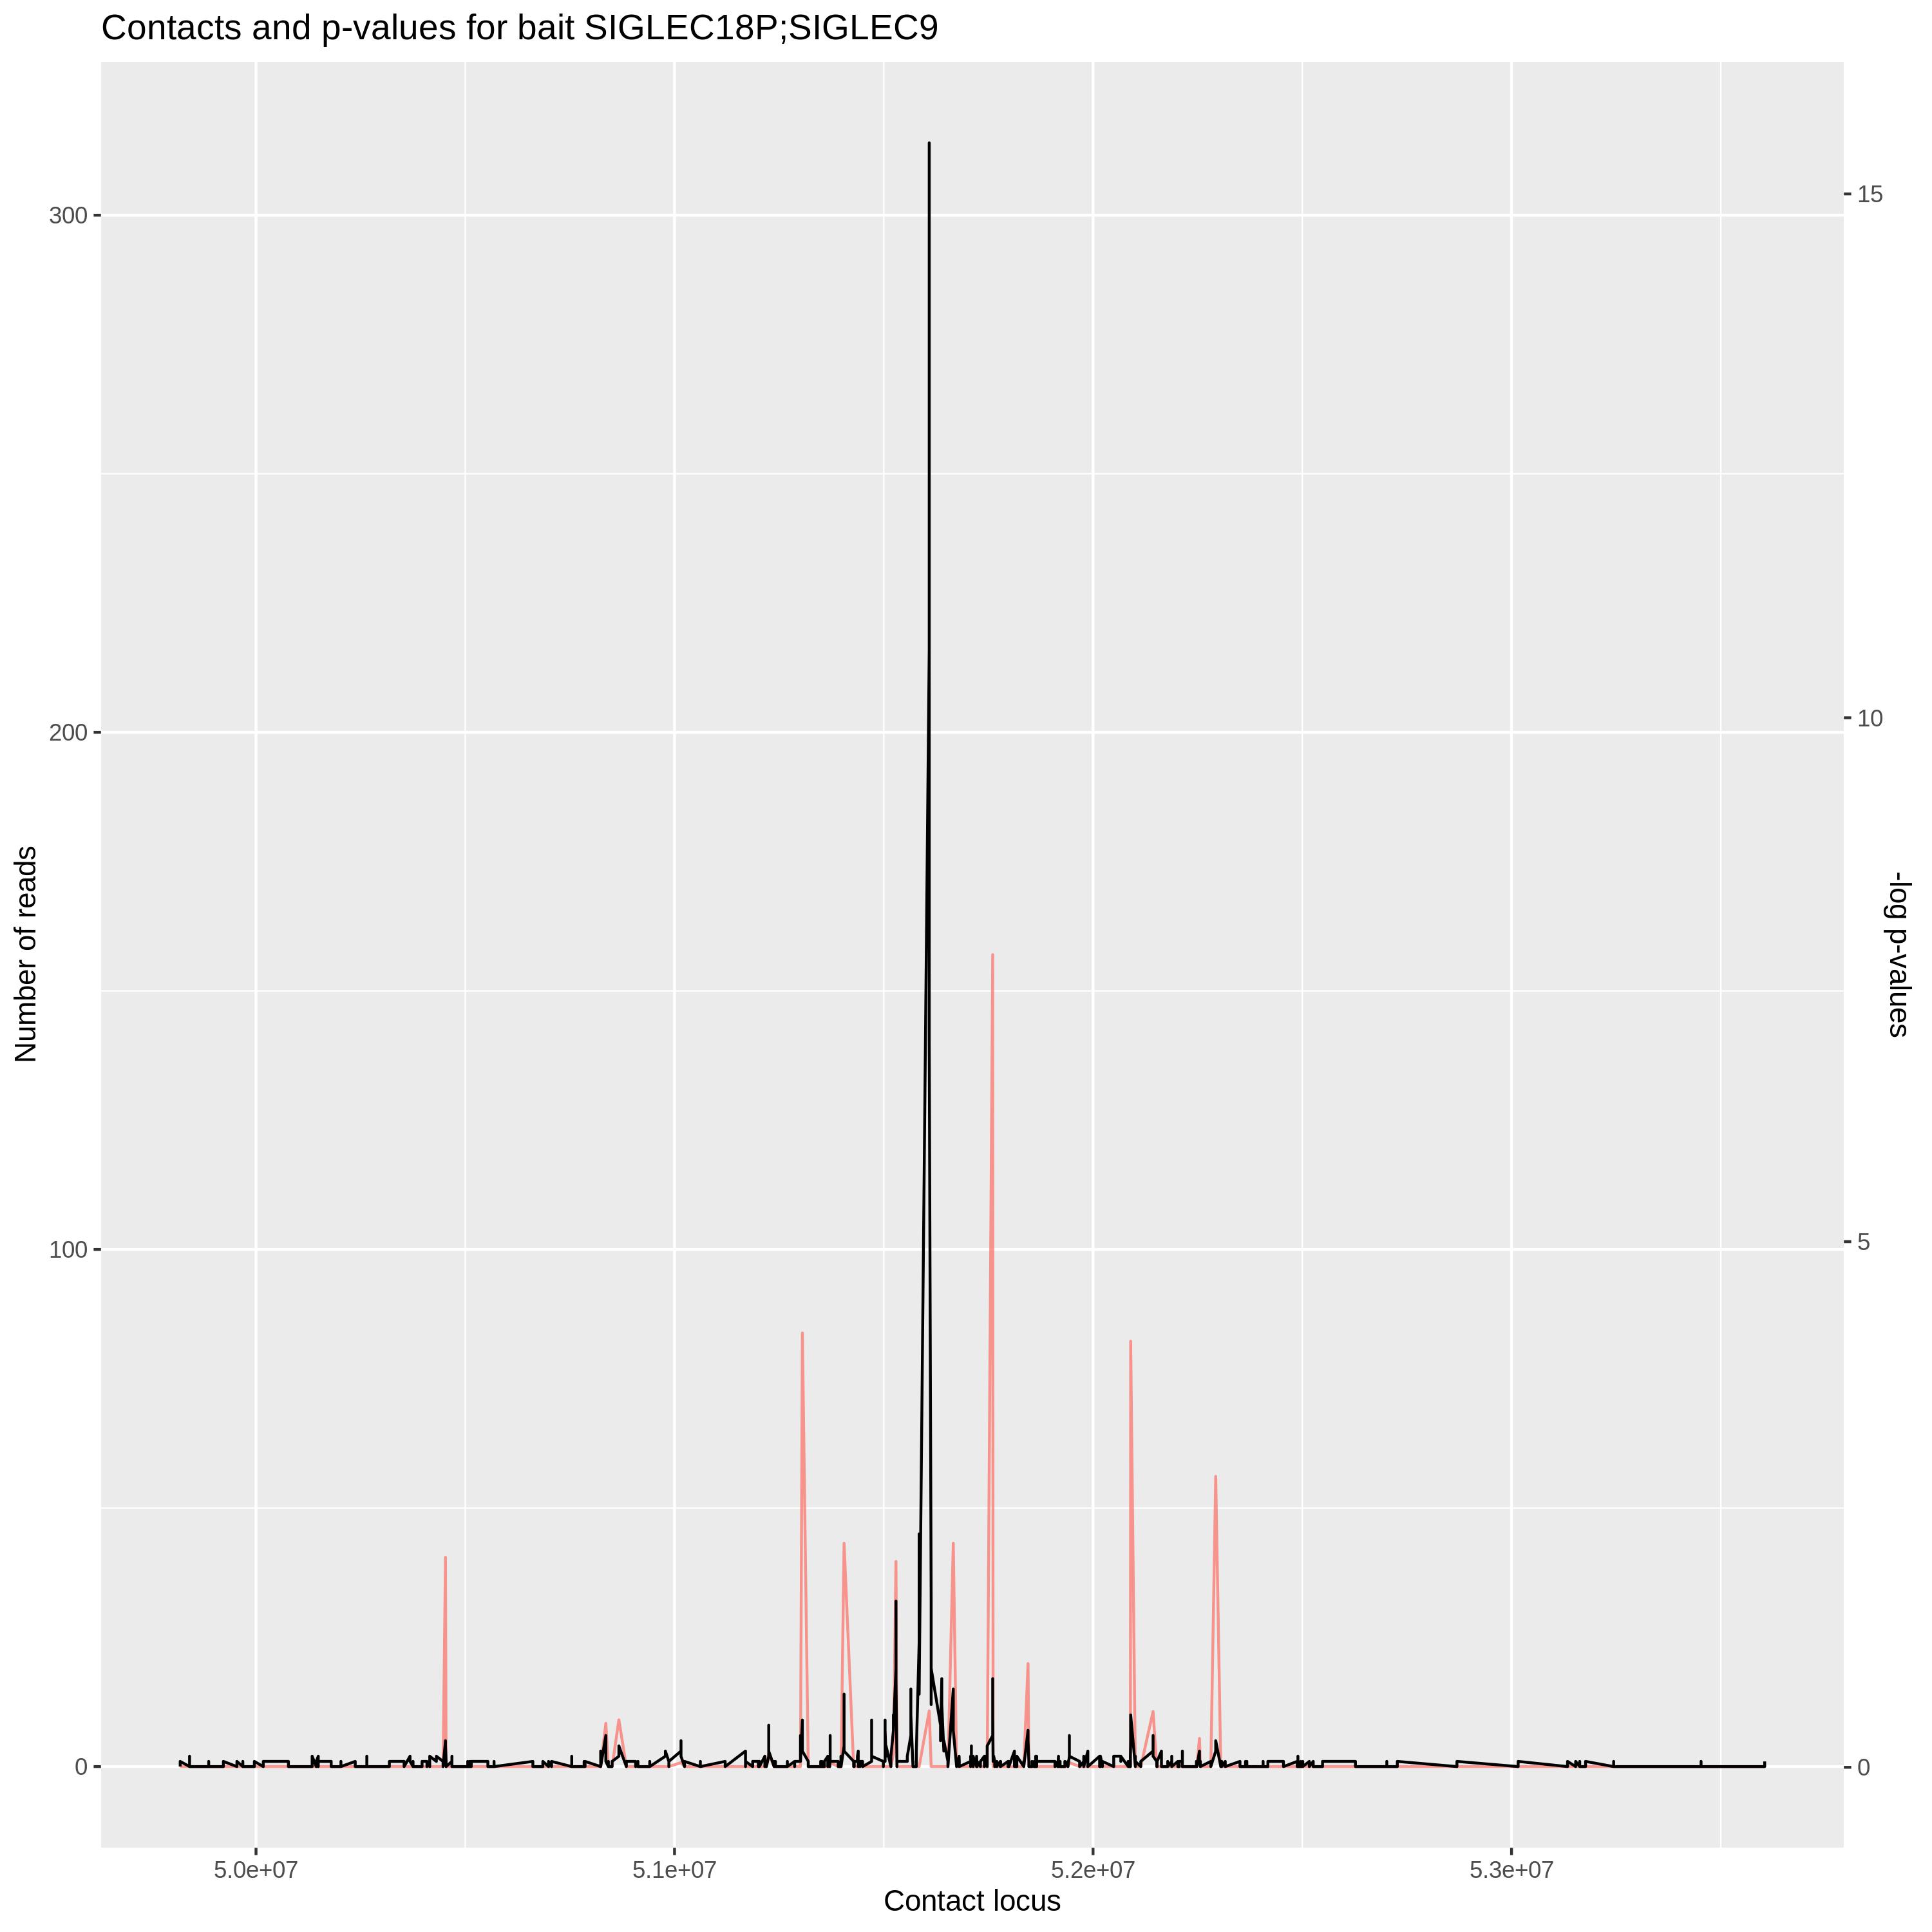 Contacts and p-values for bait SIGLEC18P;SIGLEC9
300
200
100
0
Number of reads
15
10
5
0
-log p-values
5.0e+07
5.1e+07
5.2e+07
5.3e+07
Contact locus